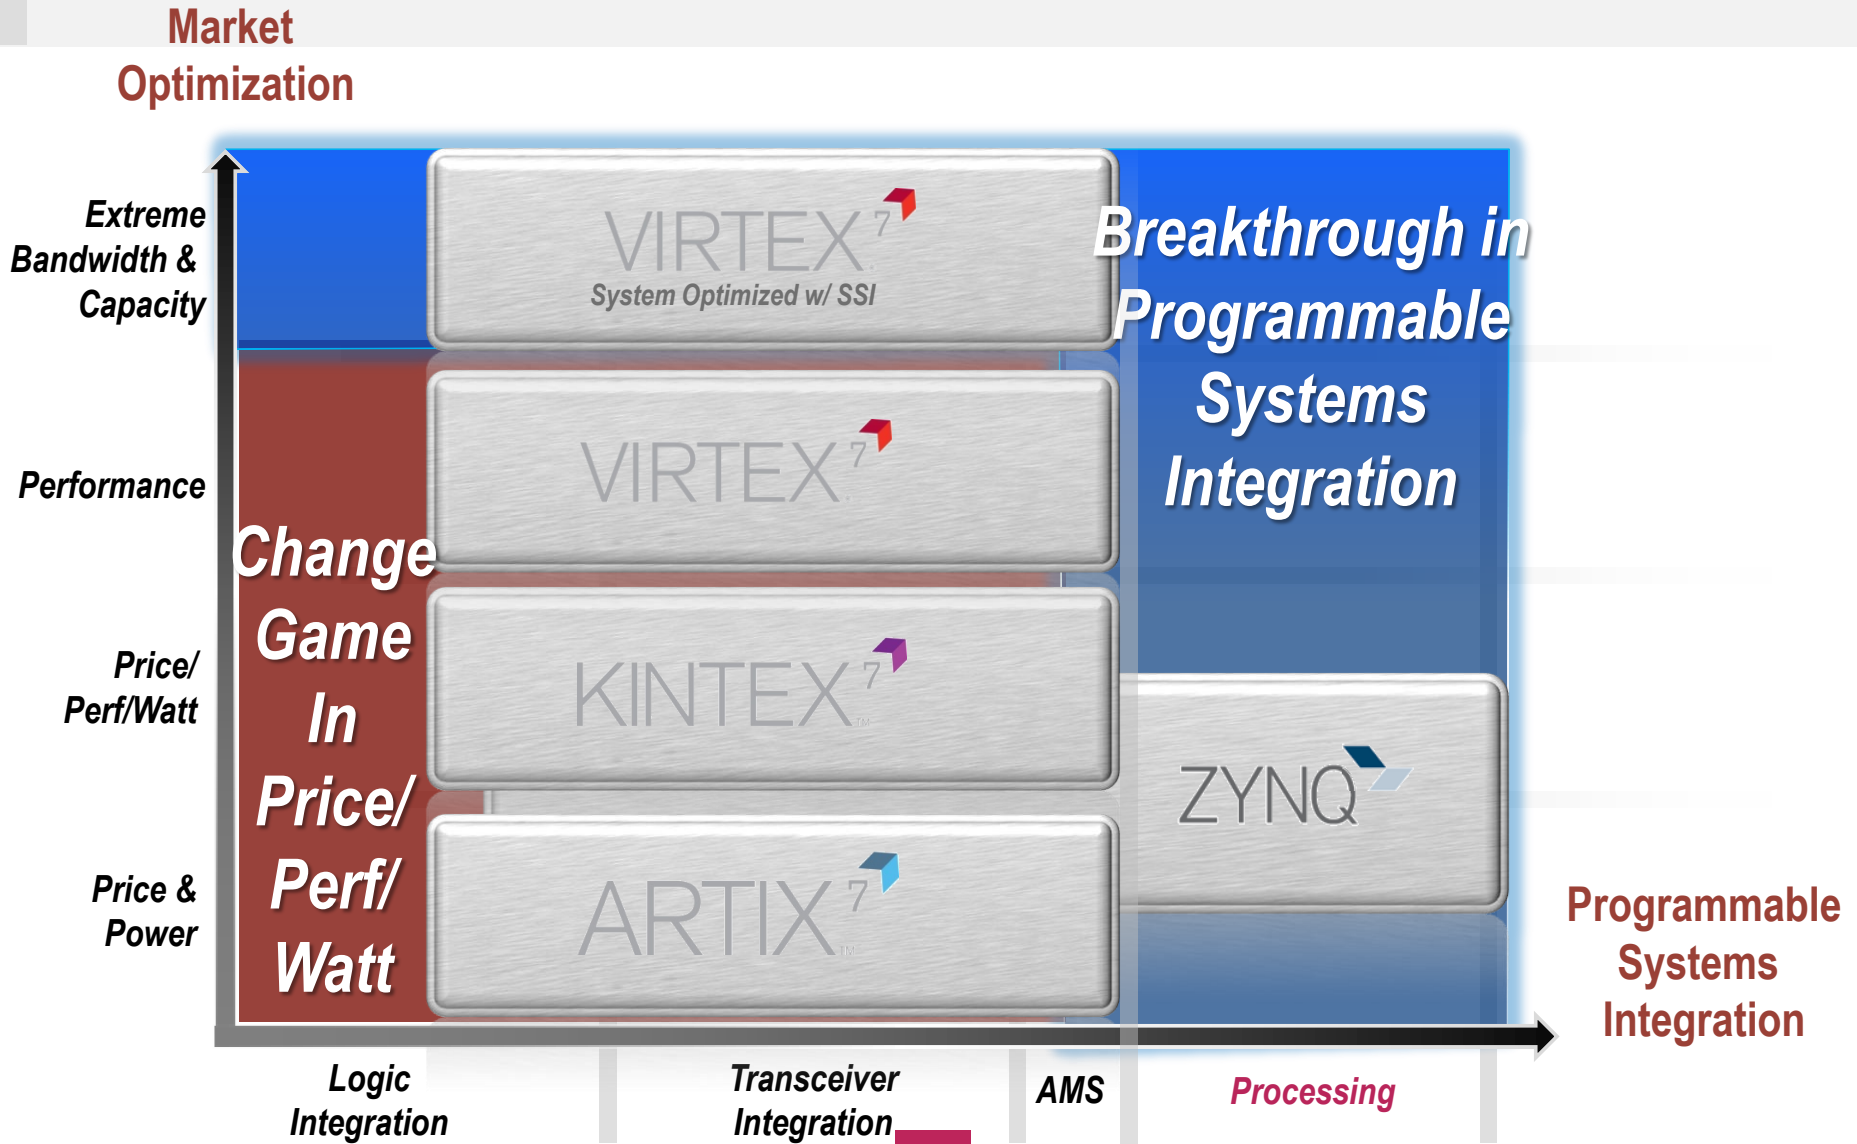 Market
Optimization
Extreme
Bandwidth &
Capacity
VIRTEX 7
System Optimized w/ SSI
Breakthrough in
Programmable
Systems
Integration
Performance
VIRTEX 7
Change
Game
In
Price/
Perf/
Watt
Price/
Perf/Watt
KINTEX 7
TM
ZYNQ
Price &
Power
ARTIX 7
TM
Programmable
Systems
Integration
Logic
Integration
Transceiver
Integration
AMS
Processing